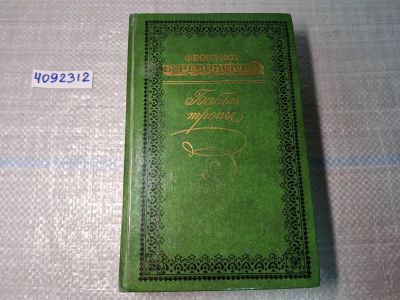 4092312
ФЕОКТИСТ
БЕРЕЗОВСКИЙ
Бабьи
тропы